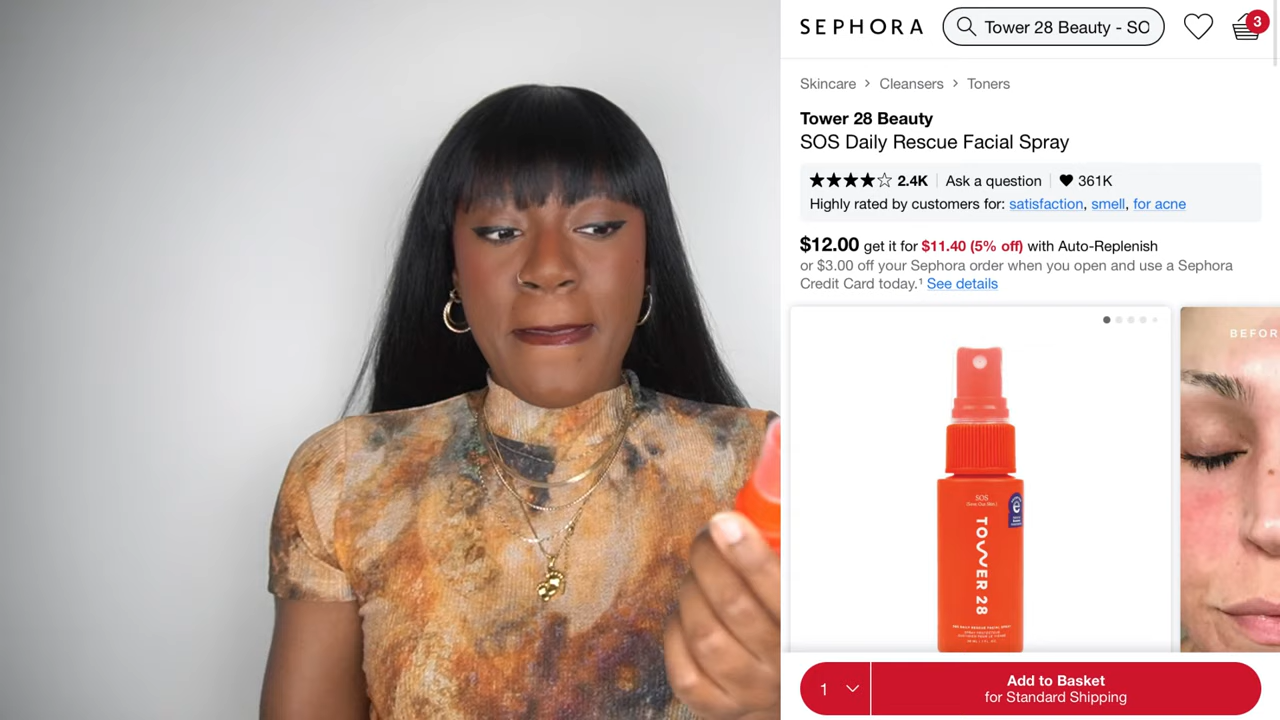 SEPHORA
Tower 28 Beauty - SO
3
Skincare > Cleansers > Toners
Tower 28 Beauty
SOS Daily Rescue Facial Spray
2.4K Ask a question 361K
Highly rated by customers for: satisfaction, smell, for acne
$12.00 get it for $11.40 (5% off) with Auto-Replenish
or $3.00 off your Sephora order when you open and use a Sephora
Credit Card today.¹ See details
BEFOR
SOS
TOWER 28
1
Add to Basket
for Standard Shipping